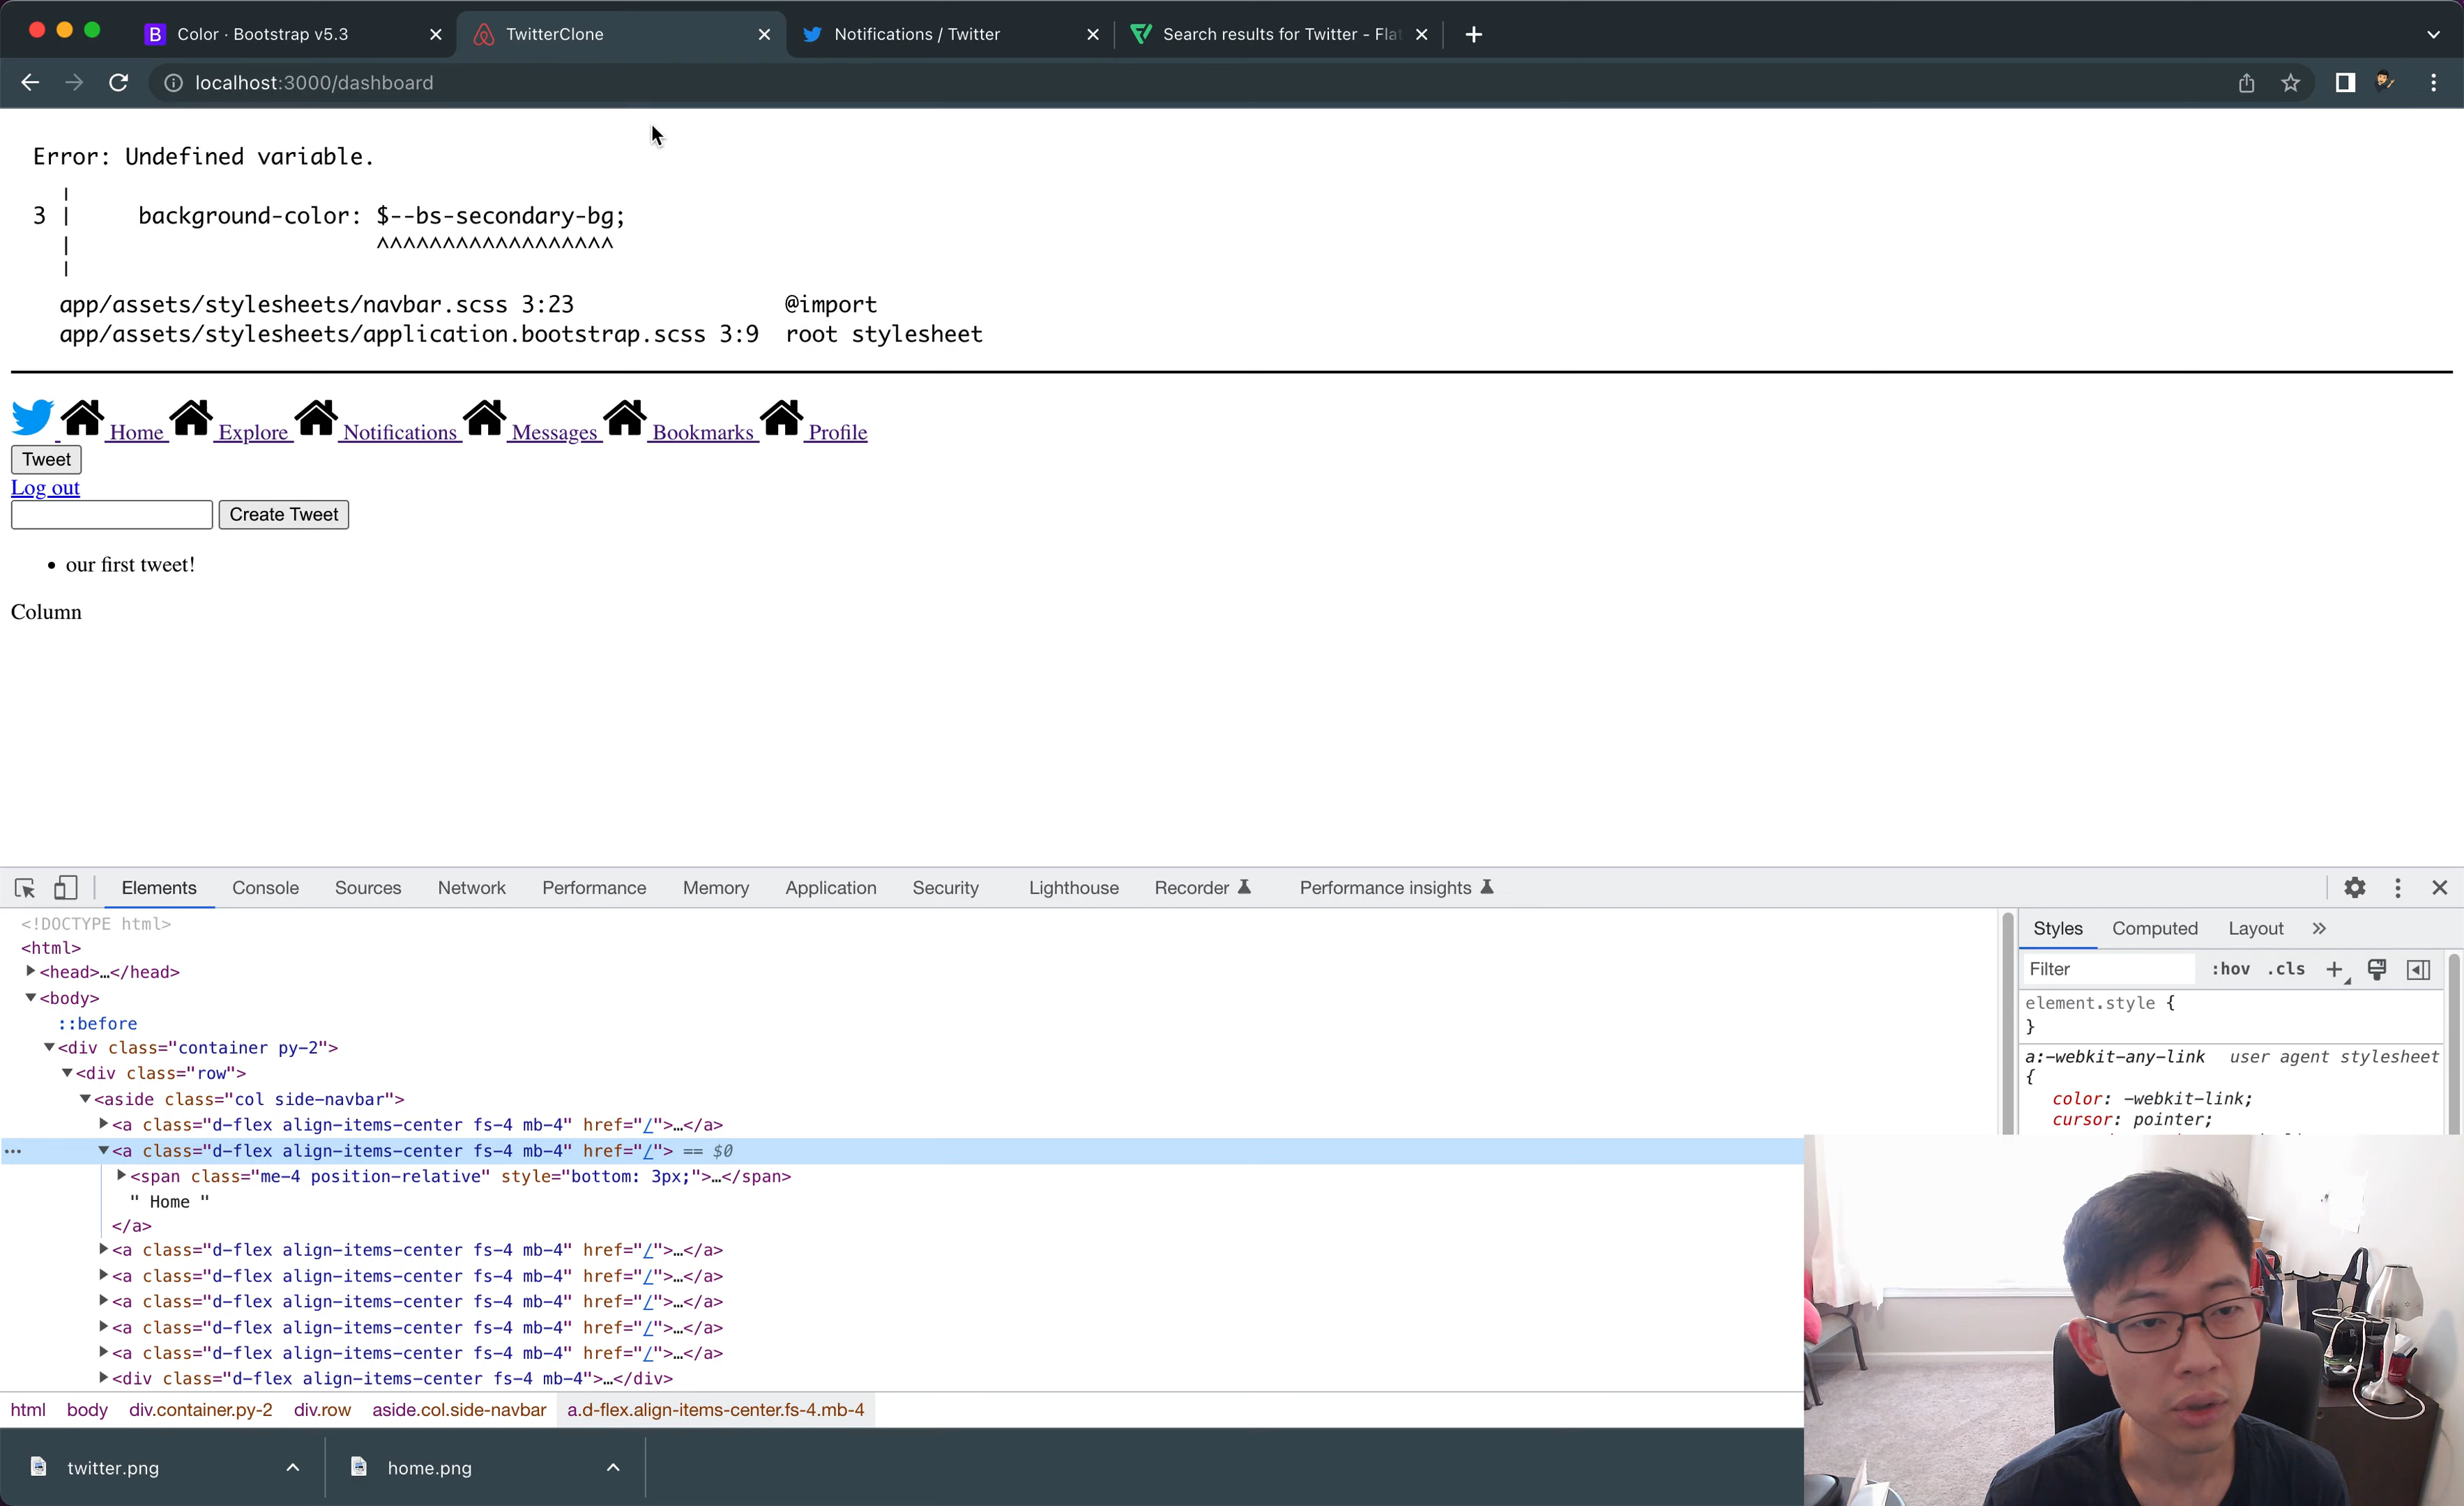 Color · Bootstrap v5.3
TwitterClone
Notifications / Twitter
Search results for Twitter - Fla
localhost:3000/dashboard
Error: Undefined variable.
3 | background-color: $--bs-secondary-bg;
| ^^^^^^^^^^^^^^^^^^
app/assets/stylesheets/navbar.scss 3:23 @import
app/assets/stylesheets/application.bootstrap.scss 3:9 root stylesheet
Home Explore Notifications Messages Bookmarks Profile
Tweet
Log out
Create Tweet
• our first tweet!
Column
Elements Console Sources Network Performance Memory Application Security Lighthouse Recorder Performance insights
<!DOCTYPE html>
<html>
<head>…</head>
<body>
::before
<div class="container py-2">
<div class="row">
<aside class="col side-navbar">
<a class="d-flex align-items-center fs-4 mb-4" href="/">…</a>
<a class="d-flex align-items-center fs-4 mb-4" href="/"> == $0
<span class="me-4 position-relative" style="bottom: 3px;">…</span>
" Home "
</a>
<a class="d-flex align-items-center fs-4 mb-4" href="/">…</a>
<a class="d-flex align-items-center fs-4 mb-4" href="/">…</a>
<a class="d-flex align-items-center fs-4 mb-4" href="/">…</a>
<a class="d-flex align-items-center fs-4 mb-4" href="/">…</a>
<a class="d-flex align-items-center fs-4 mb-4" href="/">…</a>
<div class="d-flex align-items-center fs-4 mb-4">…</div>
html body div.container.py-2 div.row aside.col.side-navbar a.d-flex.align-items-center.fs-4.mb-4
Styles Computed Layout »
Filter :hov .cls
element.style {
}
a:-webkit-any-link user agent stylesheet
{
color: -webkit-link;
cursor: pointer;
twitter.png
home.png